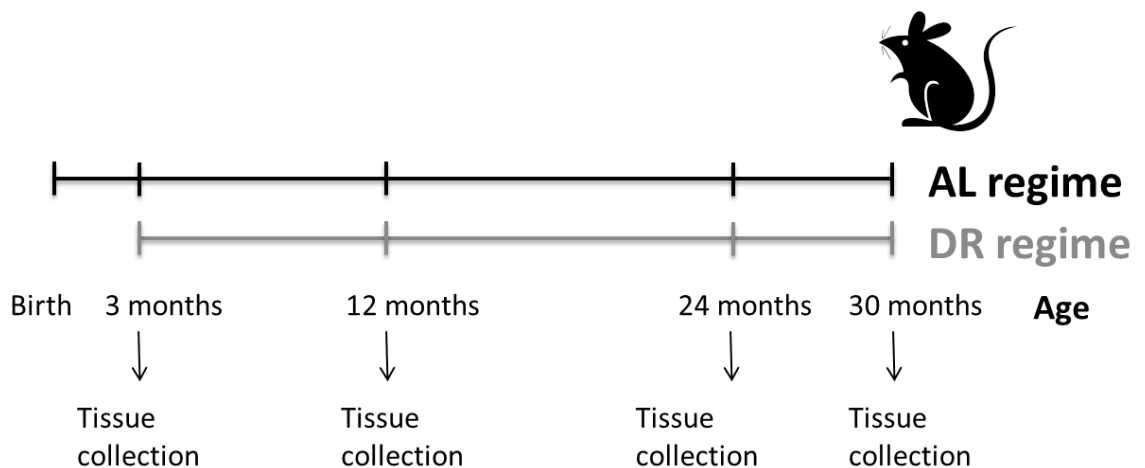 AL regime
DR regime
Birth 3 months 12 months 24 months 30 months Age
Tissue Tissue Tissue Tissue
collection collection collection collection